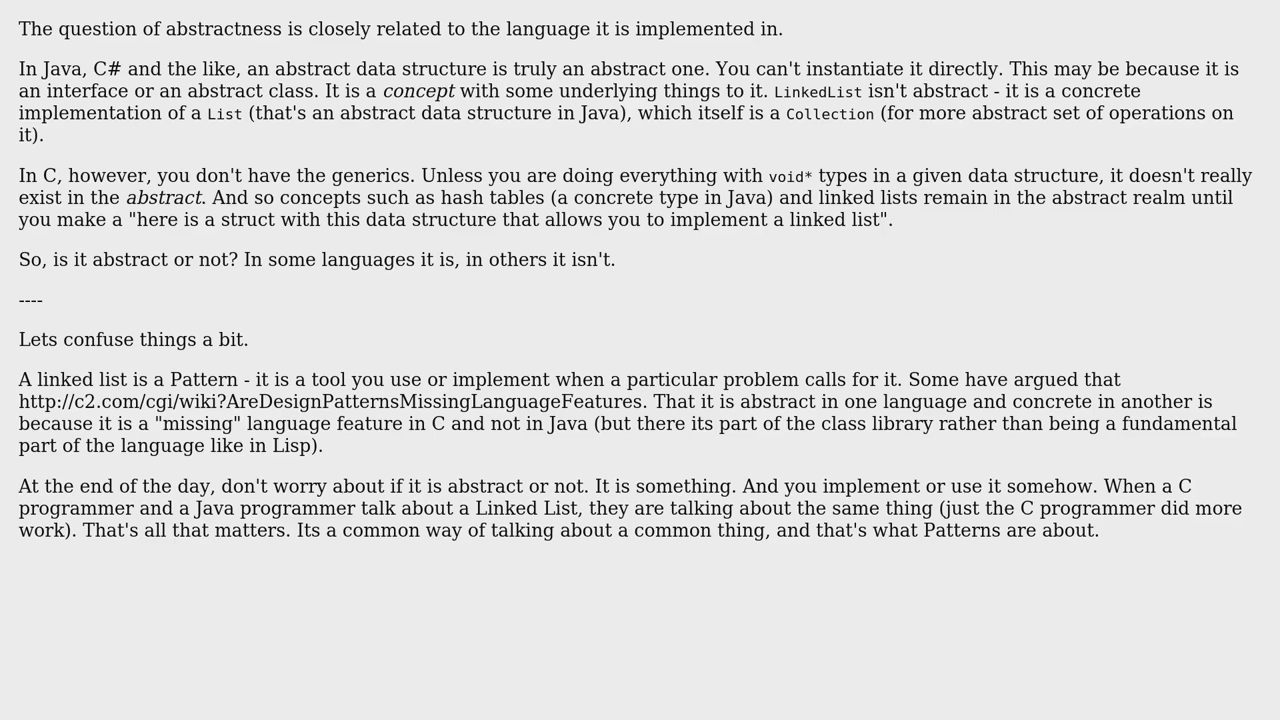 The question of abstractness is closely related to the language it is implemented in.
In Java, C# and the like, an abstract data structure is truly an abstract one. You can't instantiate it directly. This may be because it is
an interface or an abstract class. It is a concept with some underlying things to it. LinkedList isn't abstract - it is a concrete
implementation of a List (that's an abstract data structure in Java), which itself is a Collection (for more abstract set of operations on
it).
In C, however, you don't have the generics. Unless you are doing everything with void* types in a given data structure, it doesn't really
exist in the abstract. And so concepts such as hash tables (a concrete type in Java) and linked lists remain in the abstract realm until
you make a "here is a struct with this data structure that allows you to implement a linked list".
So, is it abstract or not? In some languages it is, in others it isn't.
----
Lets confuse things a bit.
A linked list is a Pattern - it is a tool you use or implement when a particular problem calls for it. Some have argued that
http://c2.com/cgi/wiki?AreDesignPatternsMissingLanguageFeatures. That it is abstract in one language and concrete in another is
because it is a "missing" language feature in C and not in Java (but there its part of the class library rather than being a fundamental
part of the language like in Lisp).
At the end of the day, don't worry about if it is abstract or not. It is something. And you implement or use it somehow. When a C
programmer and a Java programmer talk about a Linked List, they are talking about the same thing (just the C programmer did more
work). That's all that matters. Its a common way of talking about a common thing, and that's what Patterns are about.